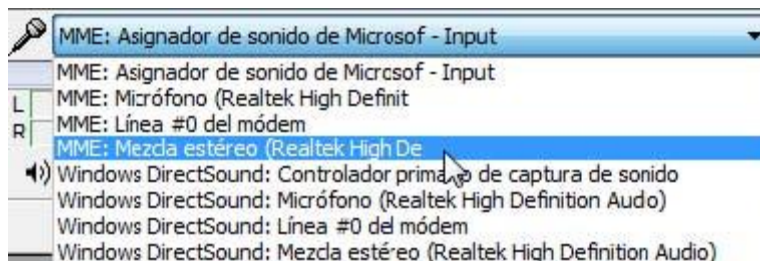 MME: Asignador de sonido de Microsof - Input
MME: Asignador de sonido de Microsof - Input
L
MME: Micrófono (Realtek High Definit
R
MME: Línea #0 del módem
MME: Mezcla estéreo (Realtek High De
Windows DirectSound: Controlador primario de captura de sonido
Windows DirectSound: Micrófono (Realtek High Definition Audio)
Windows DirectSound: Línea #0 del módem
Windows DirectSound: Mezcla estéreo (Realtek High Definition Audio)